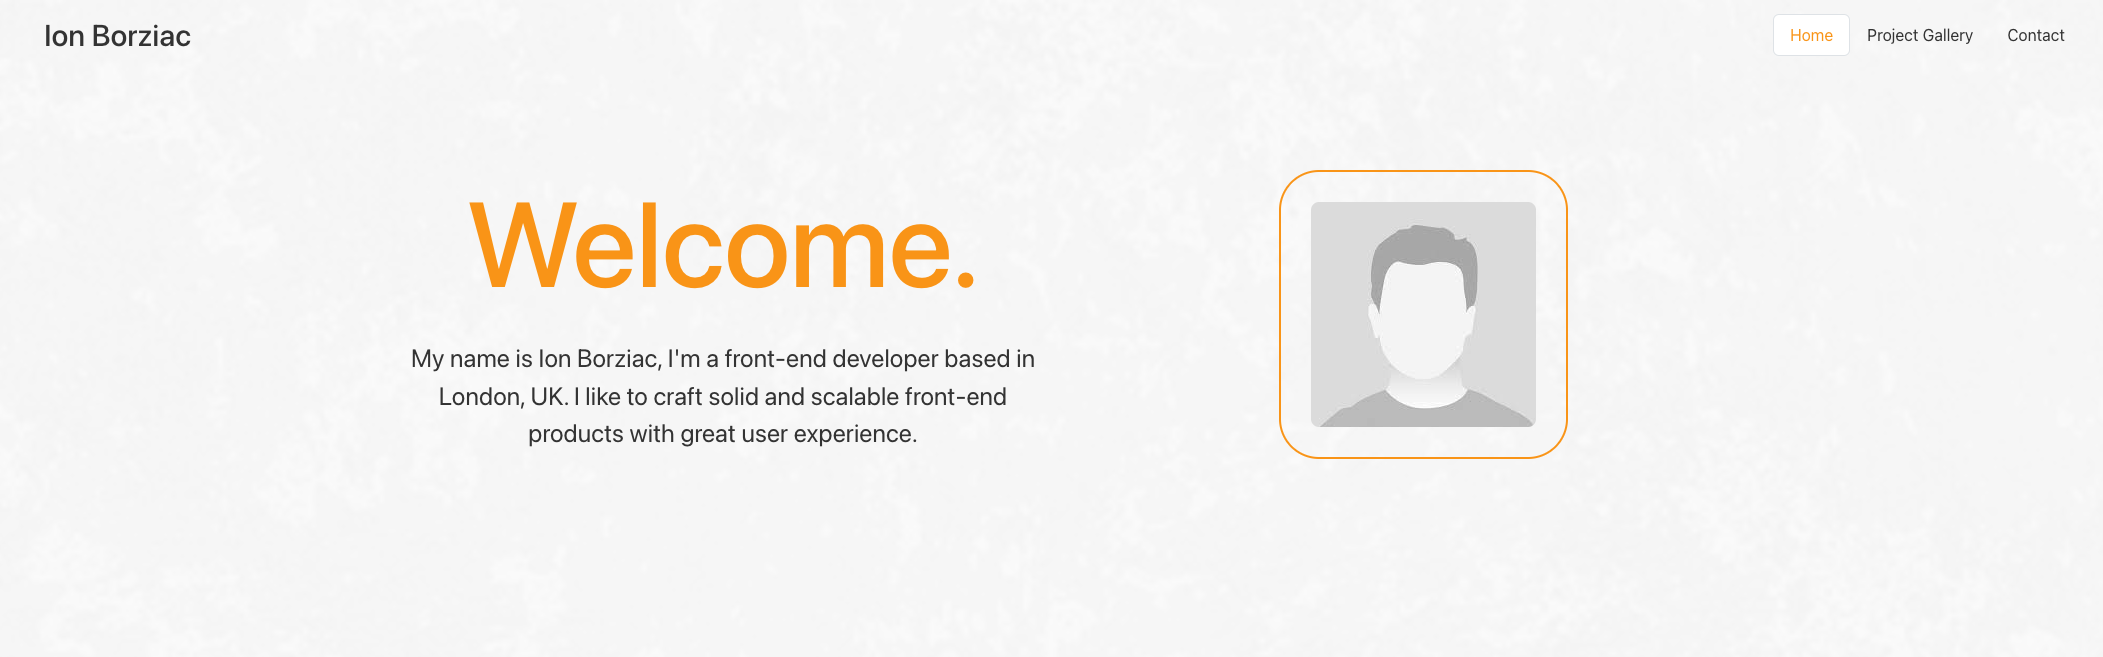 Ion Borziac
Home
Project Gallery
Contact
Welcome.
My name is Ion Borziac, I'm a front-end developer based in
London, UK. I like to craft solid and scalable front-end
products with great user experience.